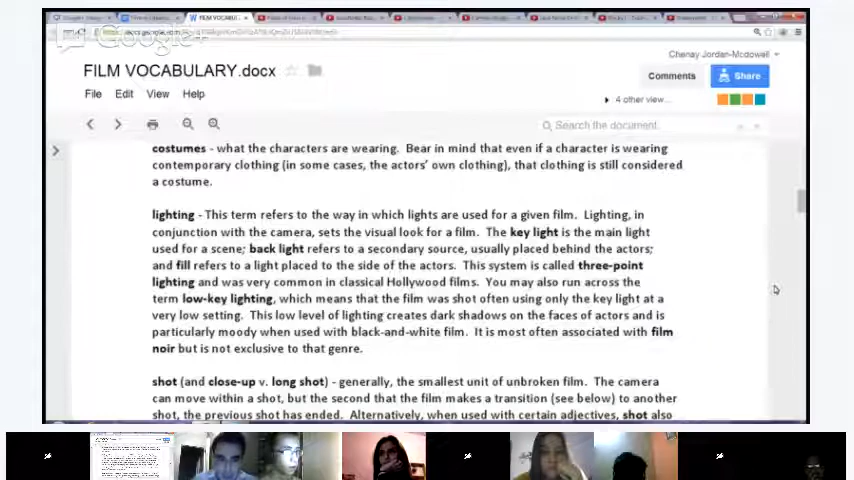 Google+
FILM VOCABUL
Chenay Jordan-Mcdowell
FILM VOCABULARY.docx
Comments
Share
File Edit View Help
4 other view...
Search the document.
costumes - what the characters are wearing. Bear in mind that even if a character is wearing
contemporary clothing (in some cases, the actors' own clothing), that clothing is still considered
a costume.
lighting - This term refers to the way in which lights are used for a given film. Lighting, in
conjunction with the camera, sets the visual look for a film. The key light is the main light
used for a scene; back light refers to a secondary source, usually placed behind the actors;
and fill refers to a light placed to the side of the actors. This system is called three-point
lighting and was very common in classical Hollywood films. You may also run across the
term low-key lighting, which means that the film was shot often using only the key light at a
very low setting. This low level of lighting creates dark shadows on the faces of actors and is
particularly moody when used with black-and-white film. It is most often associated with film
noir but is not exclusive to that genre.
shot (and close-up v. long shot) - generally, the smallest unit of unbroken film. The camera
can move within a shot, but the second that the film makes a transition (see below) to another
shot, the previous shot has ended. Alternatively, when used with certain adjectives, shot also